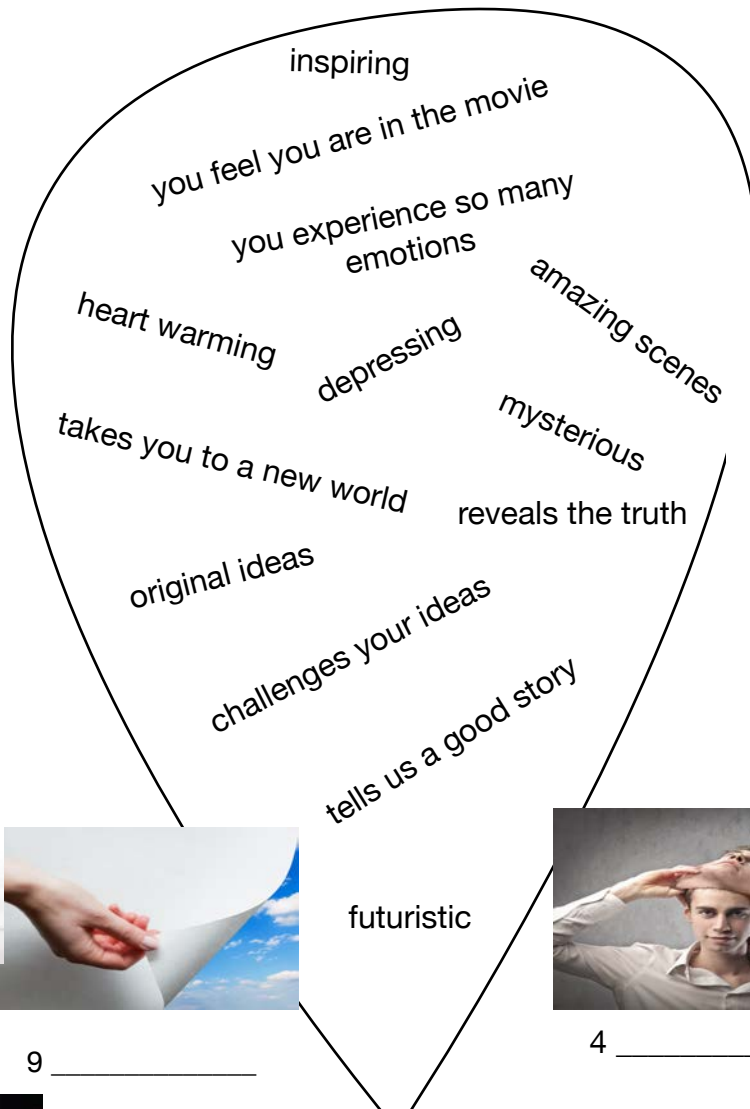 inspiring
you feel you are in the movie
you experience so many
emotions
amazing scenes
heart warming
depressing
mysterious
takes you to a new world
reveals the truth
original ideas
challenges your ideas
tells us a good story
futuristic
9 ______________
4 _________